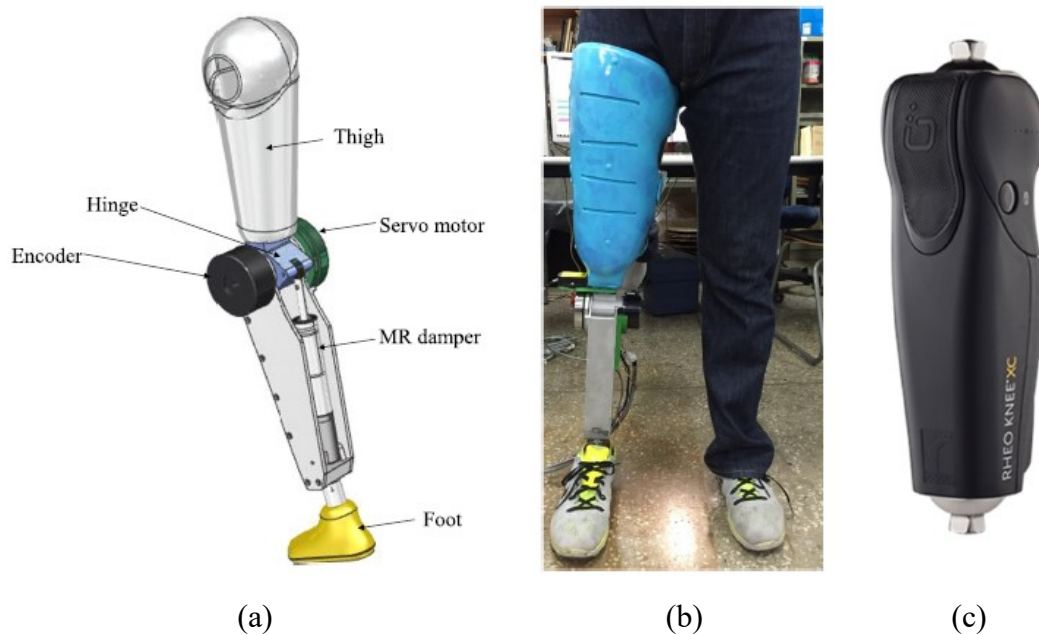 Thigh
Hinge
Servo motor
Encoder
MR damper
Foot
RHEO KNEE®XC
(a)
(b)
(c)